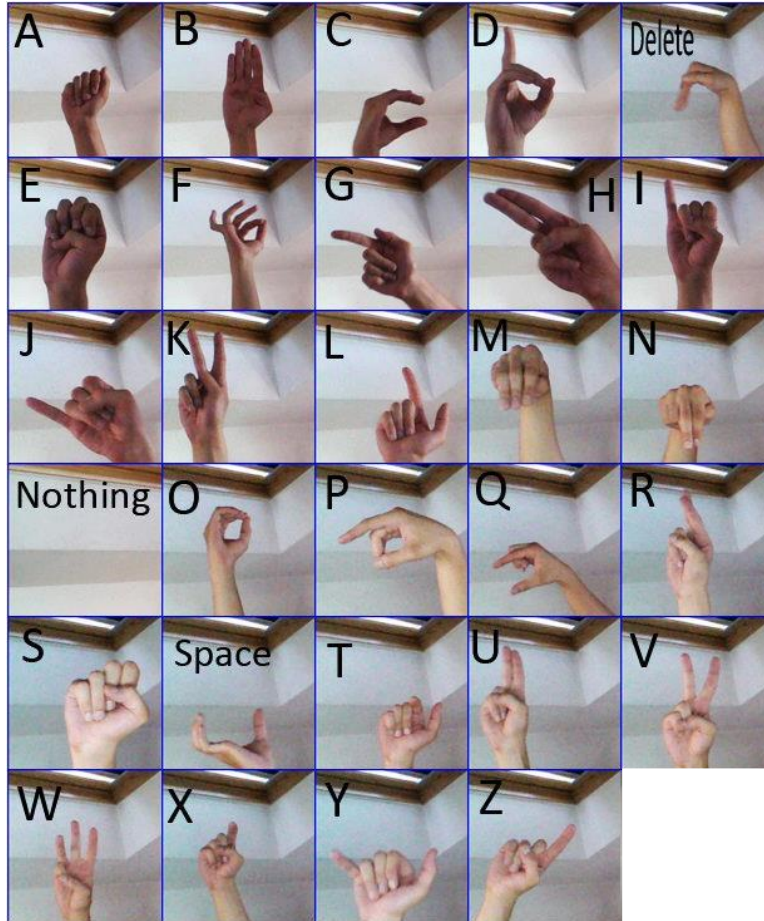 A B C D Delete
E F G H I
J K L M N
Nothing O P Q R
S Space T U V
W X Y Z